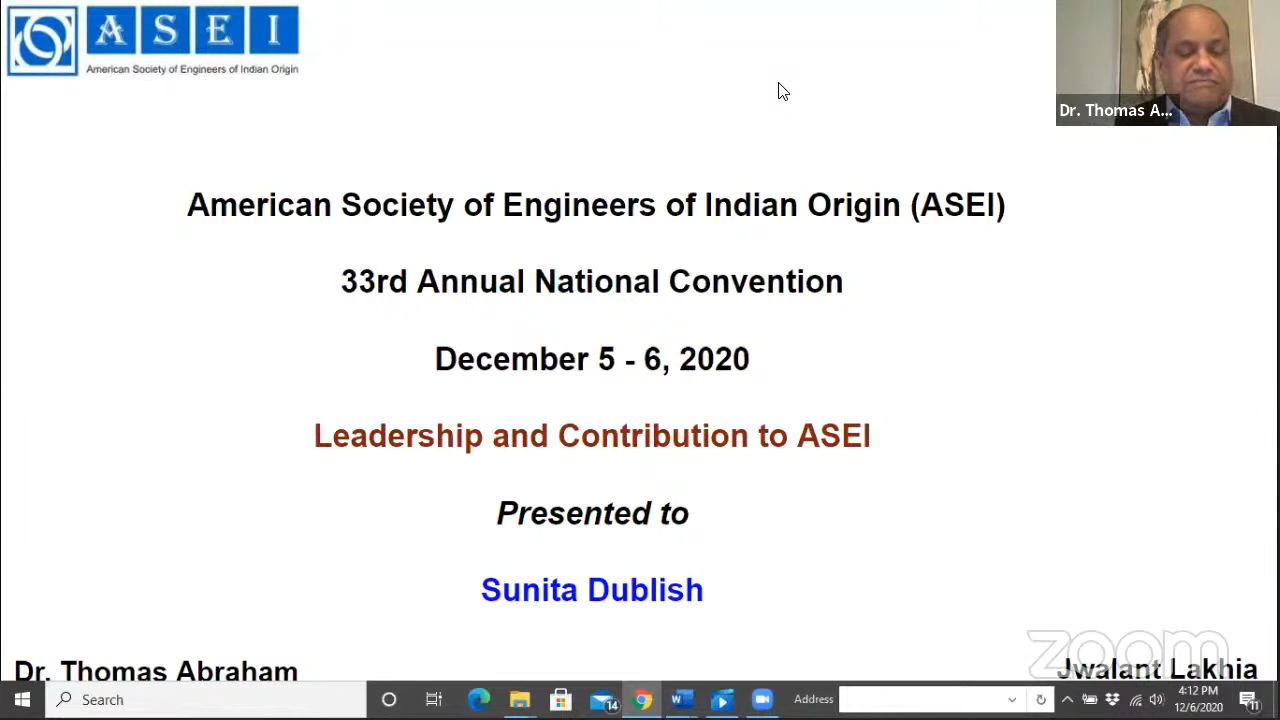 A S E I
American Society of Engineers of Indian Origin
Dr. Thomas A...
American Society of Engineers of Indian Origin (ASEI)
33rd Annual National Convention
December 5 - 6, 2020
Leadership and Contribution to ASEI
Presented to
Sunita Dublish
zoom
Dr. Thomas Abraham
Jwalant Lakhia
Search
14
Address
4:12 PM
12/6/2020
11